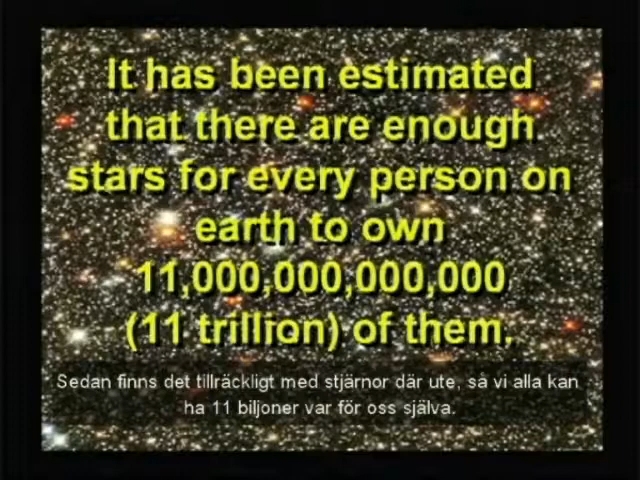 It has been estimated
that there are enough
stars for every person on
earth to own
11,000,000,000,000
(11 trillion) of them.
Sedan finns det tillräckligt med stjärnor där ute, så vi alla kan
ha 11 biljoner var för oss själva.